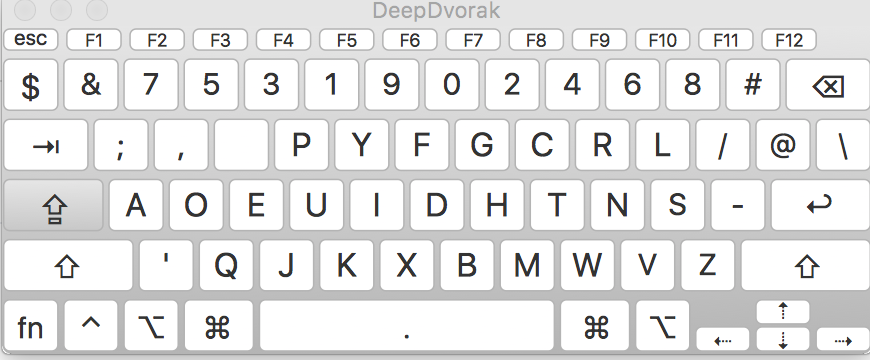 DeepDvorak
esc F1 F2 F3 F4 F5 F6 F7 F8 F9 F10 F11 F12
$ & 7 5 3 1 9 0 2 4 6 8 # ⌫
⇥ ; , P Y F G C R L / @ \
⇪ A O E U I D H T N S - ↩
⇧ ' Q J K X B M W V Z ⇧
fn ^ ⌥ ⌘ . ⌘ ⌥ ⇠ ⇡ ⇣ ⇢